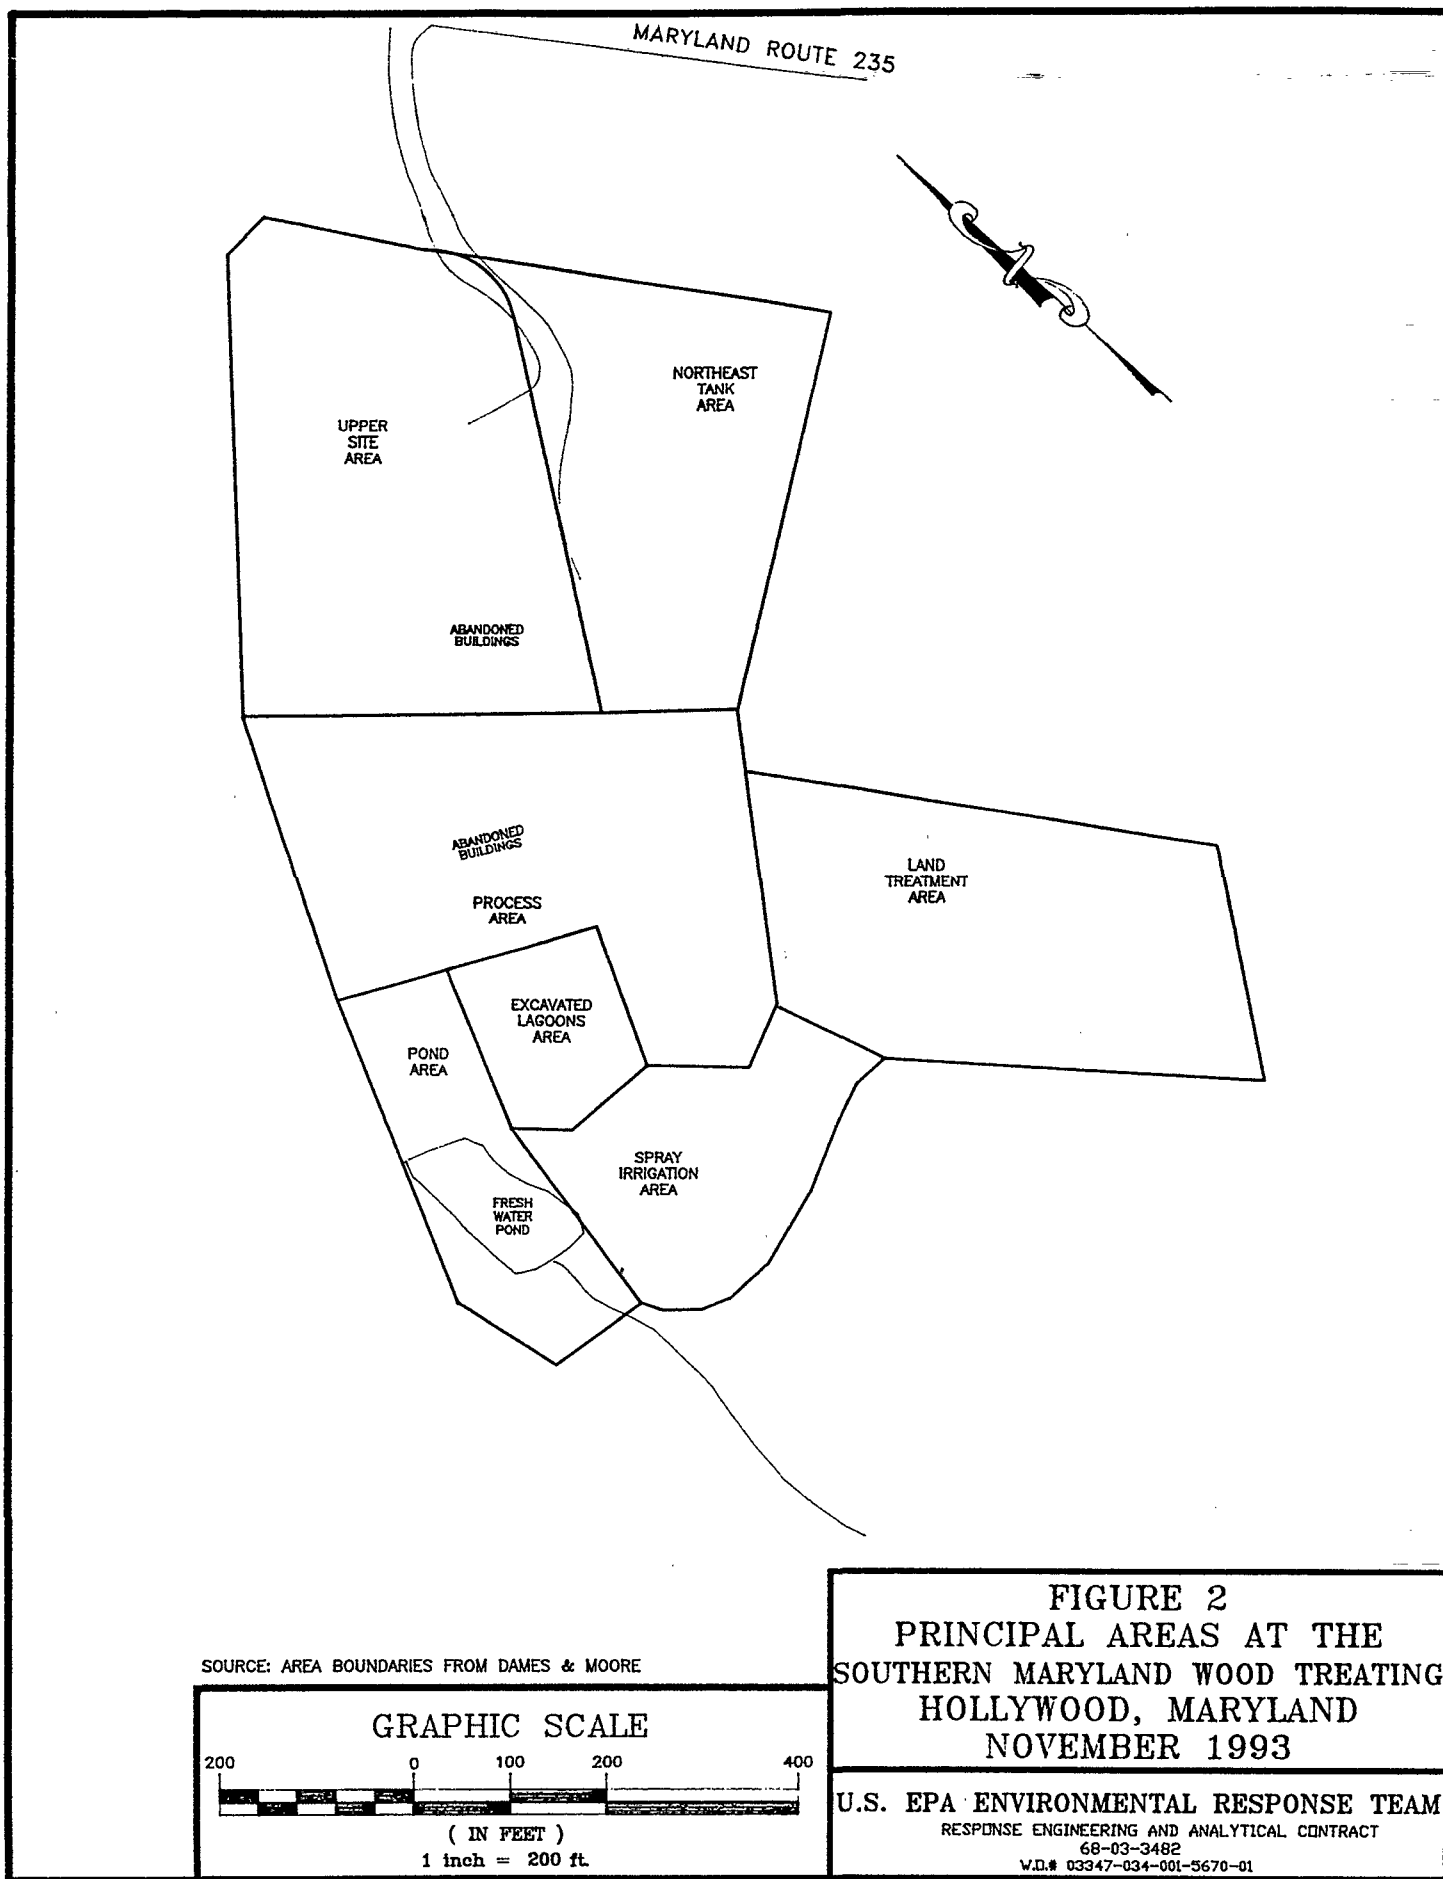 MARYLAND ROUTE 235
NORTHEAST
TANK
AREA
UPPER
SITE
AREA
ABANDONED
BUILDINGS
ABANDONED
BUILDINGS
PROCESS
AREA
LAND
TREATMENT
AREA
EXCAVATED
LAGOONS
AREA
POND
AREA
SPRAY
IRRIGATION
AREA
FRESH
WATER
POND
SOURCE: AREA BOUNDARIES FROM DAMES & MOORE
GRAPHIC SCALE
200 0 100 200 400
( IN FEET )
1 inch = 200 ft.
FIGURE 2
PRINCIPAL AREAS AT THE
SOUTHERN MARYLAND WOOD TREATING
HOLLYWOOD, MARYLAND
NOVEMBER 1993
U.S. EPA ENVIRONMENTAL RESPONSE TEAM
RESPONSE ENGINEERING AND ANALYTICAL CONTRACT
68-03-3482
W.O.# 03347-034-001-5670-01